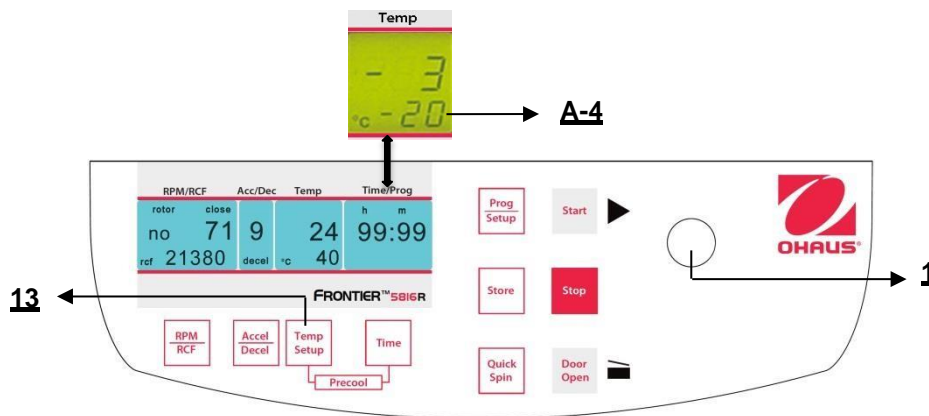 Temp
- 3
°C -20
A-4
RPM/RCF Acc/Dec Temp Time/Prog
rotor close h m
no 71 9 24 99:99
rcf 21380 decel °C 40
FRONTIER™ 5816R
13
RPM
RCF
Accel
Decel
Temp
Setup
Time
Precool
Prog
Setup
Start
Store
Stop
Quick
Spin
Door
Open
OHAUS®
1